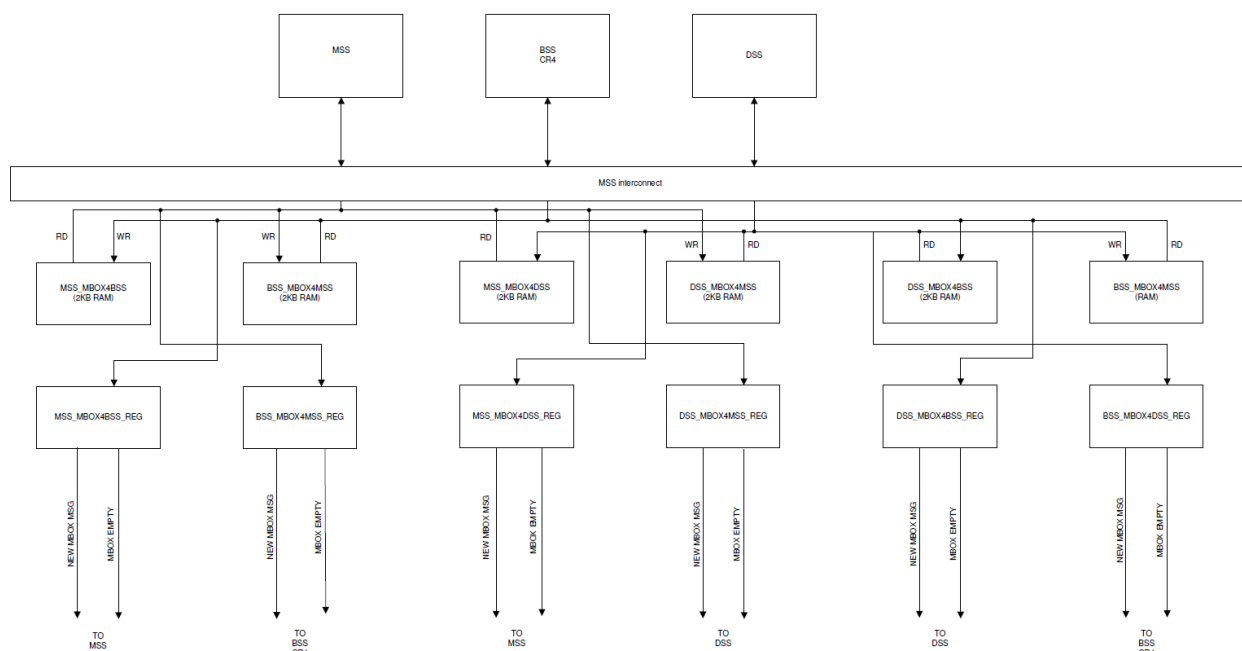 MSS
BSS
CR4
DSS
MSS interconnect
RD
WR
WR
RD
RD
WR
RD
RD
WR
RD
MSS_MBOX4BSS
(2KB RAM)
BSS_MBOX4MSS
(2KB RAM)
MSS_MBOX4DSS
(2KB RAM)
DSS_MBOX4MSS
(2KB RAM)
DSS_MBOX4BSS
(2KB RAM)
BSS_MBOX4MSS
(RAM)
MSS_MBOX4BSS_REG
BSS_MBOX4MSS_REG
MSS_MBOX4DSS_REG
DSS_MBOX4MSS_REG
DSS_MBOX4BSS_REG
BSS_MBOX4DSS_REG
NEW MBOX MSG
MBOX EMPTY
NEW MBOX MSG
MBOX EMPTY
NEW MBOX MSG
MBOX EMPTY
NEW MBOX MSG
MBOX EMPTY
NEW MBOX MSG
MBOX EMPTY
NEW MBOX MSG
MBOX EMPTY
TO
MSS
TO
BSS
TO
MSS
TO
DSS
TO
DSS
TO
BSS